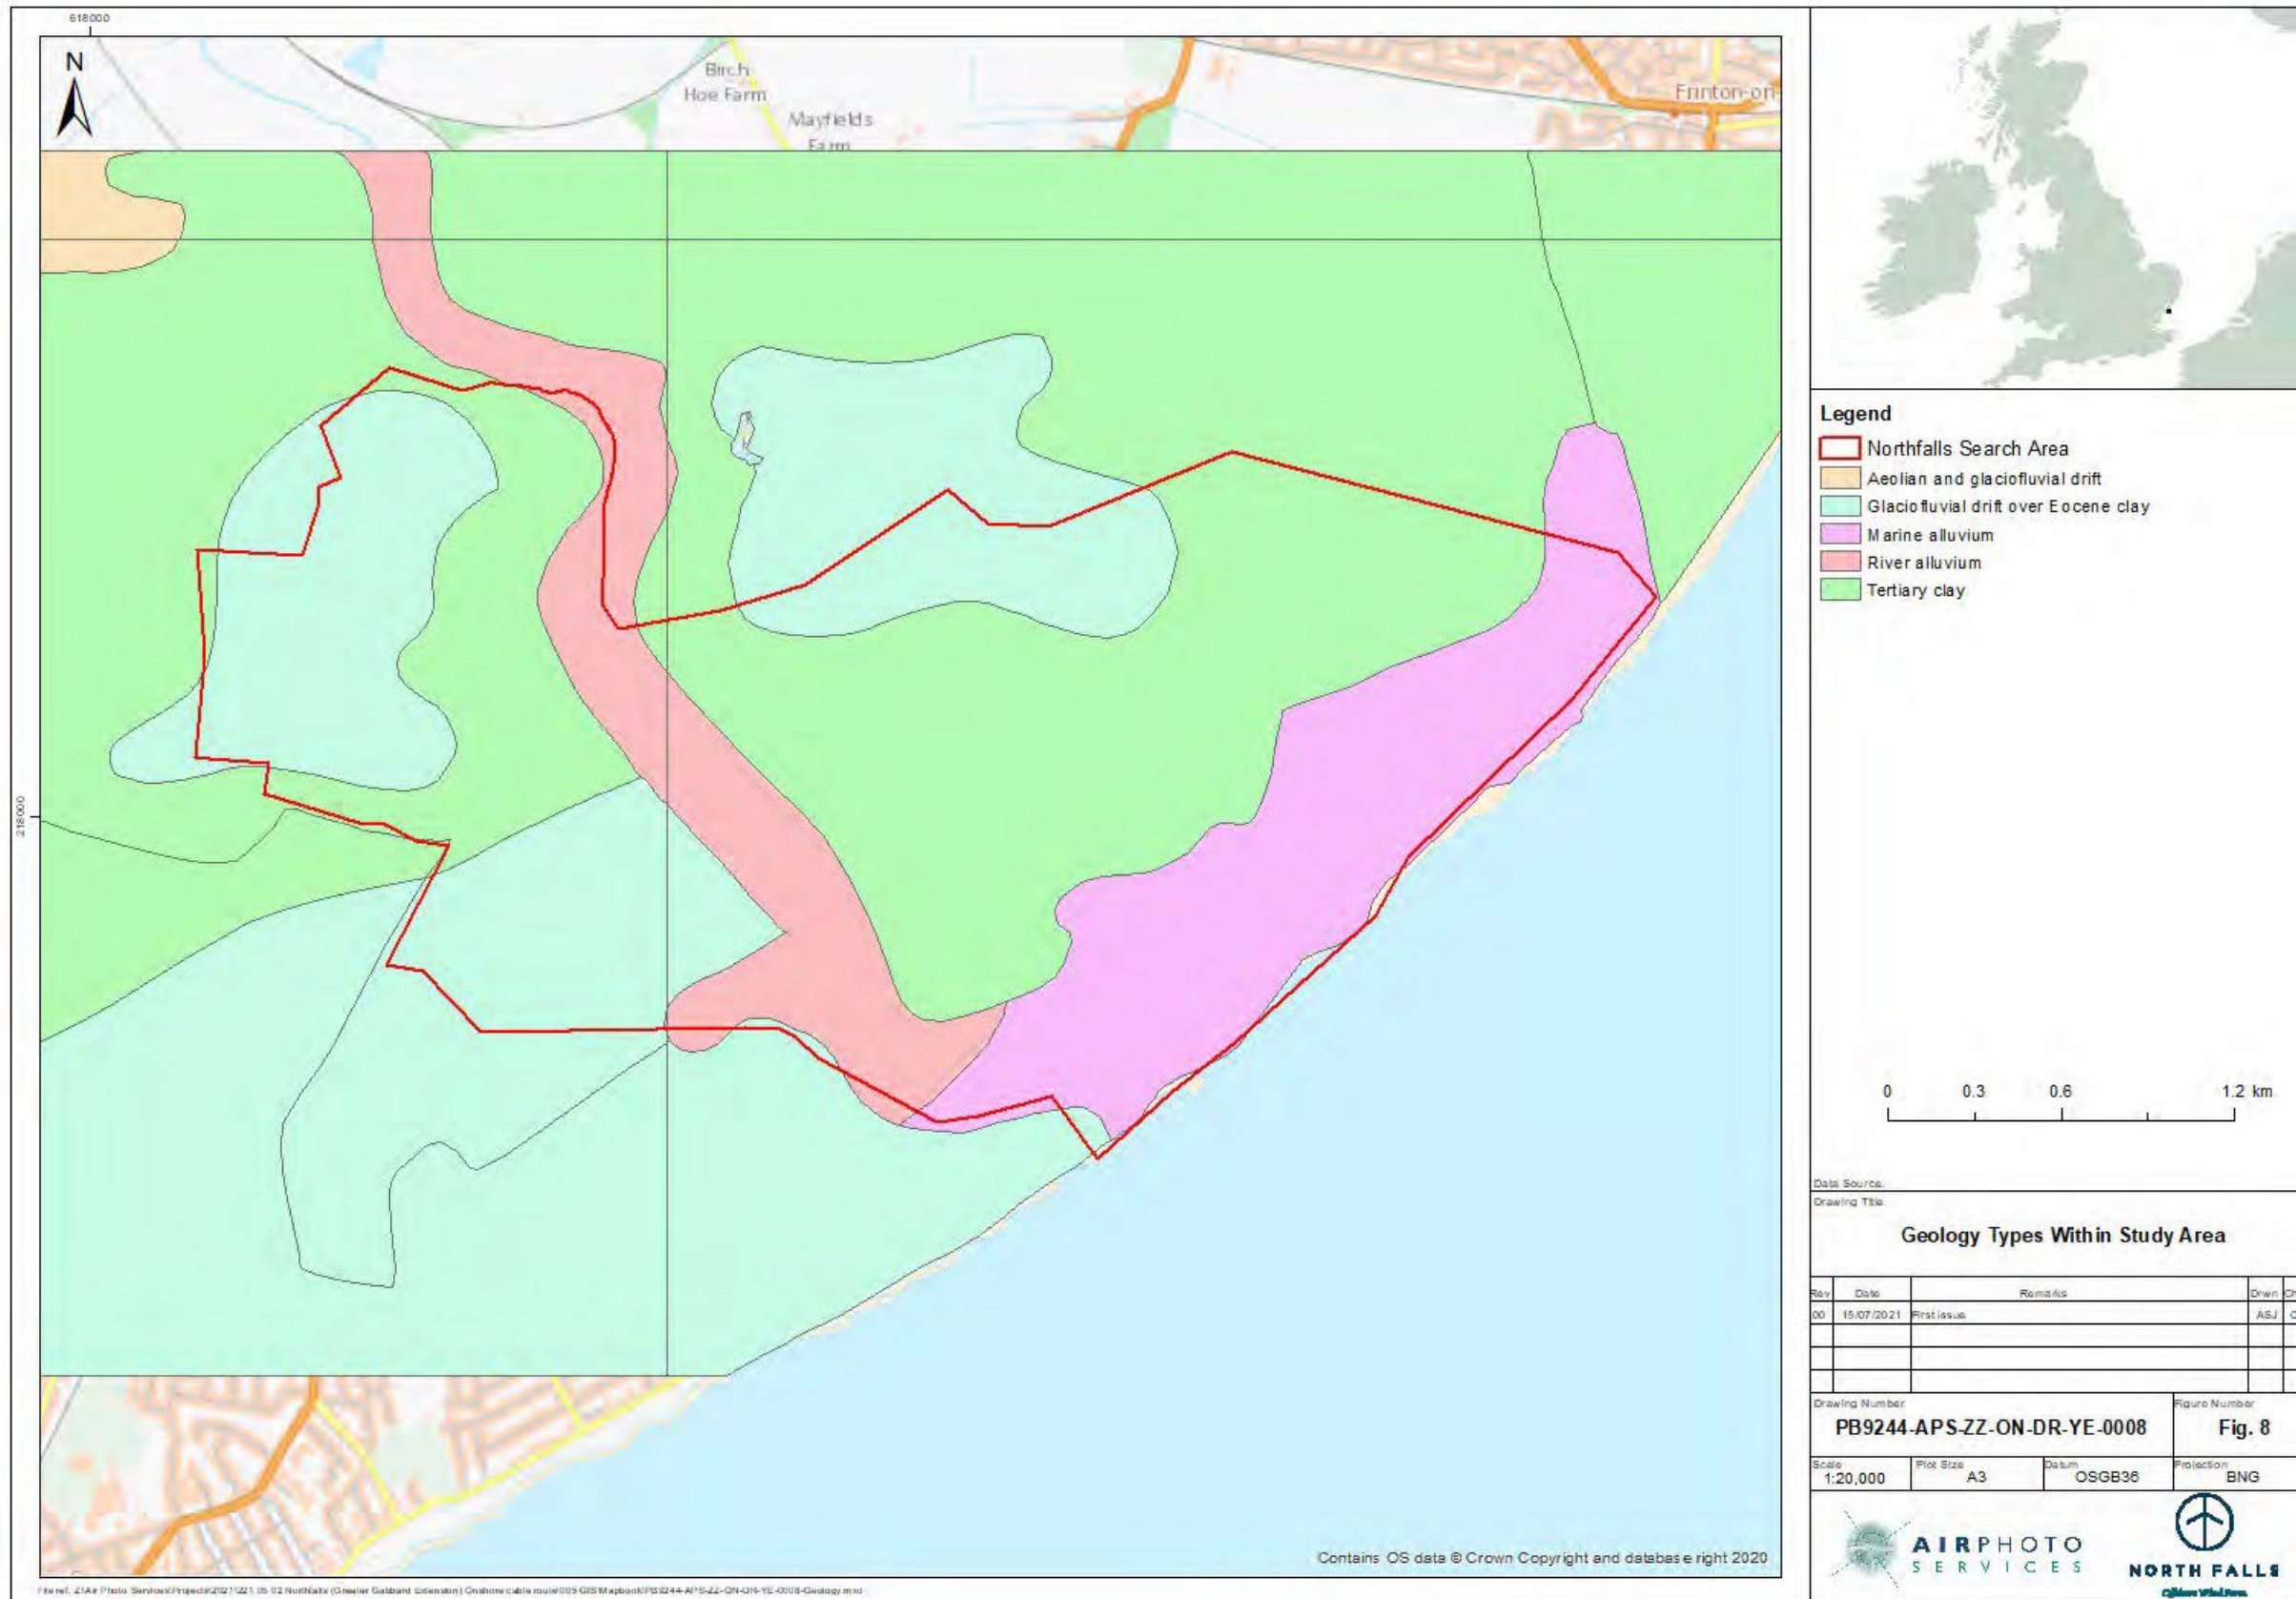 618000
N
Birch
Hoe Farm
Mayfields
Farm
Frinton-on
218000
Contains OS data © Crown Copyright and database right 2020
Legend
Northfalls Search Area
Aeolian and glaciofluvial drift
Glaciofluvial drift over Eocene clay
Marine alluvium
River alluvium
Tertiary clay
0 0.3 0.6 1.2 km
Data Source:
Drawing Title:
Geology Types Within Study Area
Rev Date Remarks Drwn
00 15/07/2021 First issue ASJ
Drawing Number Figure Number
PB9244-APS-ZZ-ON-DR-YE-0008 Fig. 8
Scale Plot Size Datum Projection
1:20,000 A3 OSGB36 BNG
AIRPHOTO
SERVICES
NORTH FALLS
Offshore Wind Farm